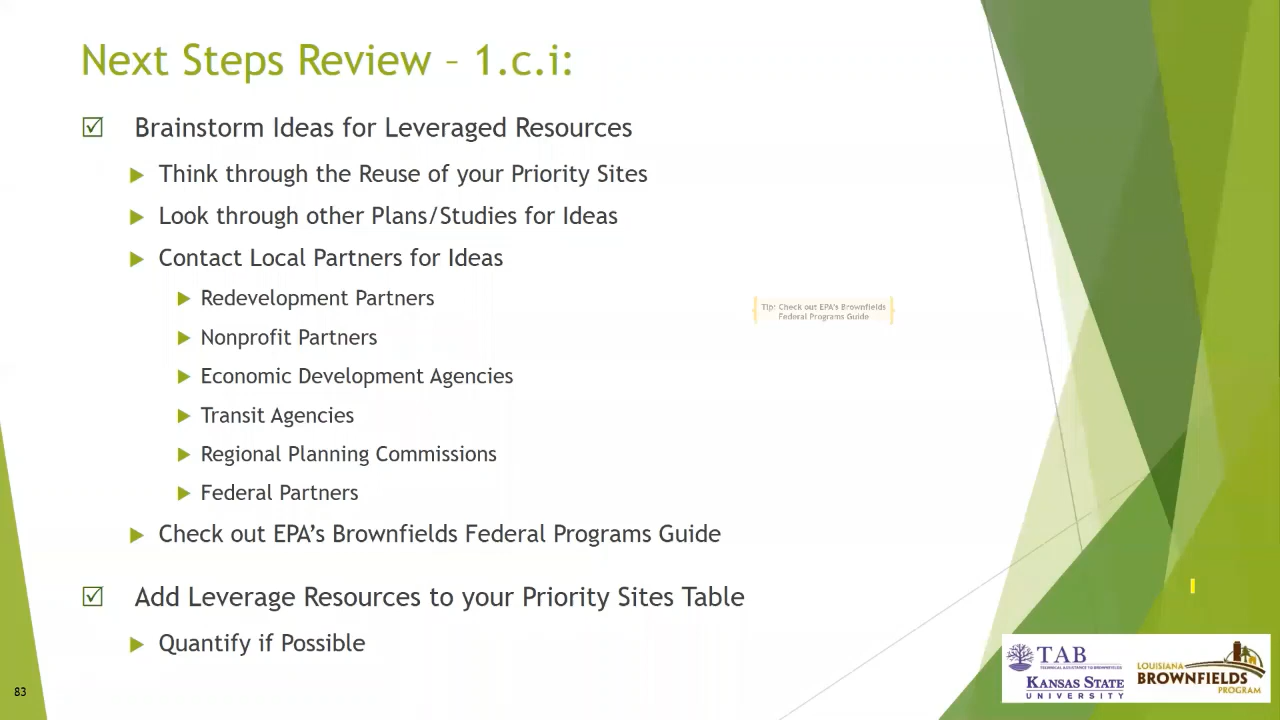 Next Steps Review – 1.c.i:
Brainstorm Ideas for Leveraged Resources
Think through the Reuse of your Priority Sites
Look through other Plans/Studies for Ideas
Contact Local Partners for Ideas
Redevelopment Partners
Nonprofit Partners
Economic Development Agencies
Transit Agencies
Regional Planning Commissions
Federal Partners
Check out EPA’s Brownfields Federal Programs Guide
Tip: Check out EPA's Brownfields
Federal Programs Guide
Add Leverage Resources to your Priority Sites Table
Quantify if Possible
83
TAB
TECHNICAL ASSISTANCE TO BROWNFIELDS
KANSAS STATE
UNIVERSITY
LOUISIANA
BROWNFIELDS
PROGRAM